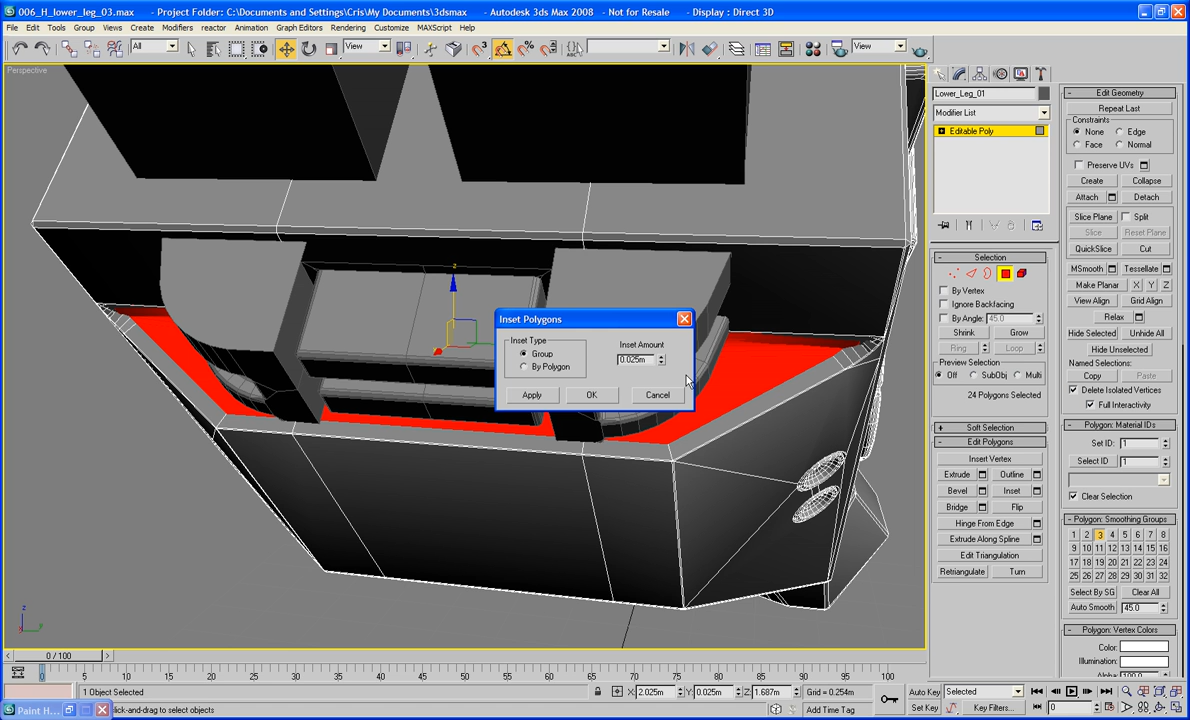 006_H_lower_leg_03.max - Project Folder: C:\Documents and Settings\Cris\My Documents\3dsmax - Autodesk 3ds Max 2008 - Not for Resale - Display : Direct 3D
File Edit Tools Group Views Create Modifiers reactor Animation Graph Editors Rendering Customize MAXScript Help
All View View
Perspective
Inset Polygons
Inset Type
Group
By Polygon
Inset Amount
0.025m
Apply OK Cancel
Lower_Leg_01
Modifier List
Editable Poly
Selection
By Vertex
Ignore Backfacing
By Angle: 45.0
Shrink Grow
Ring Loop
Preview Selection
Off SubObj Multi
24 Polygons Selected
Soft Selection
Edit Polygons
Insert Vertex
Extrude Outline
Bevel Inset
Bridge Flip
Hinge From Edge
Extrude Along Spline
Edit Triangulation
Retriangulate Turn
Edit Geometry
Repeat Last
Constraints
None Edge
Face Normal
Preserve UVs
Create Collapse
Attach Detach
Slice Plane Split
Slice Reset Plane
QuickSlice Cut
MSmooth Tessellate
Make Planar X Y Z
View Align Grid Align
Relax
Hide Selected Unhide All
Hide Unselected
Named Selections:
Copy Paste
Delete Isolated Vertices
Full Interactivity
Polygon: Material IDs
Set ID: 1
Select ID 1
Clear Selection
Polygon: Smoothing Groups
1 2 3 4 5 6 7 8
9 10 11 12 13 14 15 16
17 18 19 20 21 22 23 24
25 26 27 28 29 30 31 32
Select By SG Clear All
Auto Smooth 45.0
Polygon: Vertex Colors
Color:
Illumination:
Alpha: 100.0
0 / 100
0 5 10 15 20 25 30 35 40 45 50 55 60 65 70 75 80 85 90 95 100
1 Object Selected X: 2.025m Y: 0.025m Z: 1.687m Grid = 0.254m Auto Key Selected
Paint H... lick-and-drag to select objects Add Time Tag Set Key Key Filters... 0